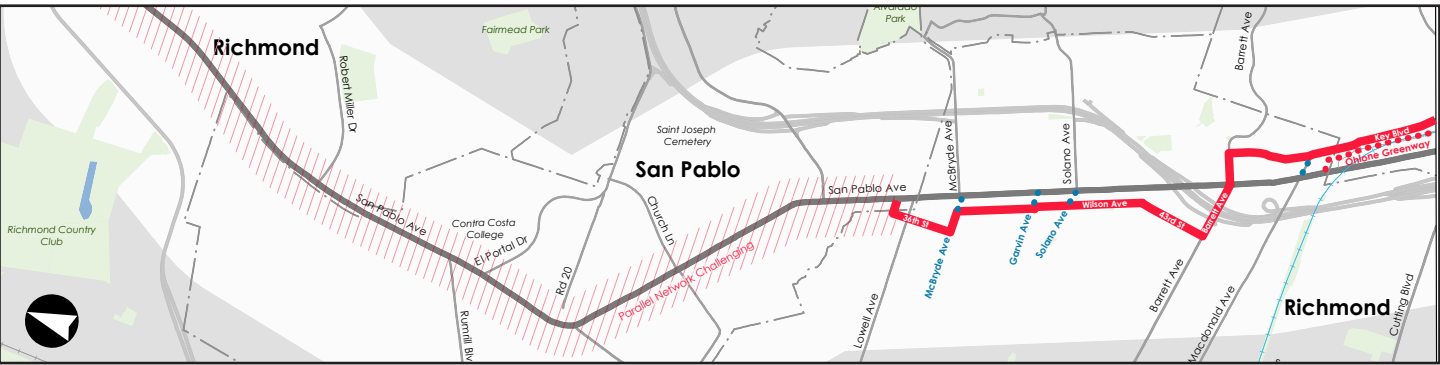 Alvarado
Park
Fairmead Park
Richmond
Robert Miller Dr
Barrett Ave
Saint Joseph
Cemetery
San Pablo
McBryde Ave
Solano Ave
Key Blvd
Ohlone Greenway
San Pablo Ave
San Pablo Ave
Richmond Country
Club
Contra Costa
College
El Portal Dr
Church Ln
36th St
Wilson Ave
43rd St
Barrett Ave
McBryde Ave
Garvin Ave
Solano Ave
Rd 20
Parallel Network Challenging
Rumrill Blv
Lowell Ave
Barrett Ave
Macdonald Ave
Richmond
Cutting Blvd